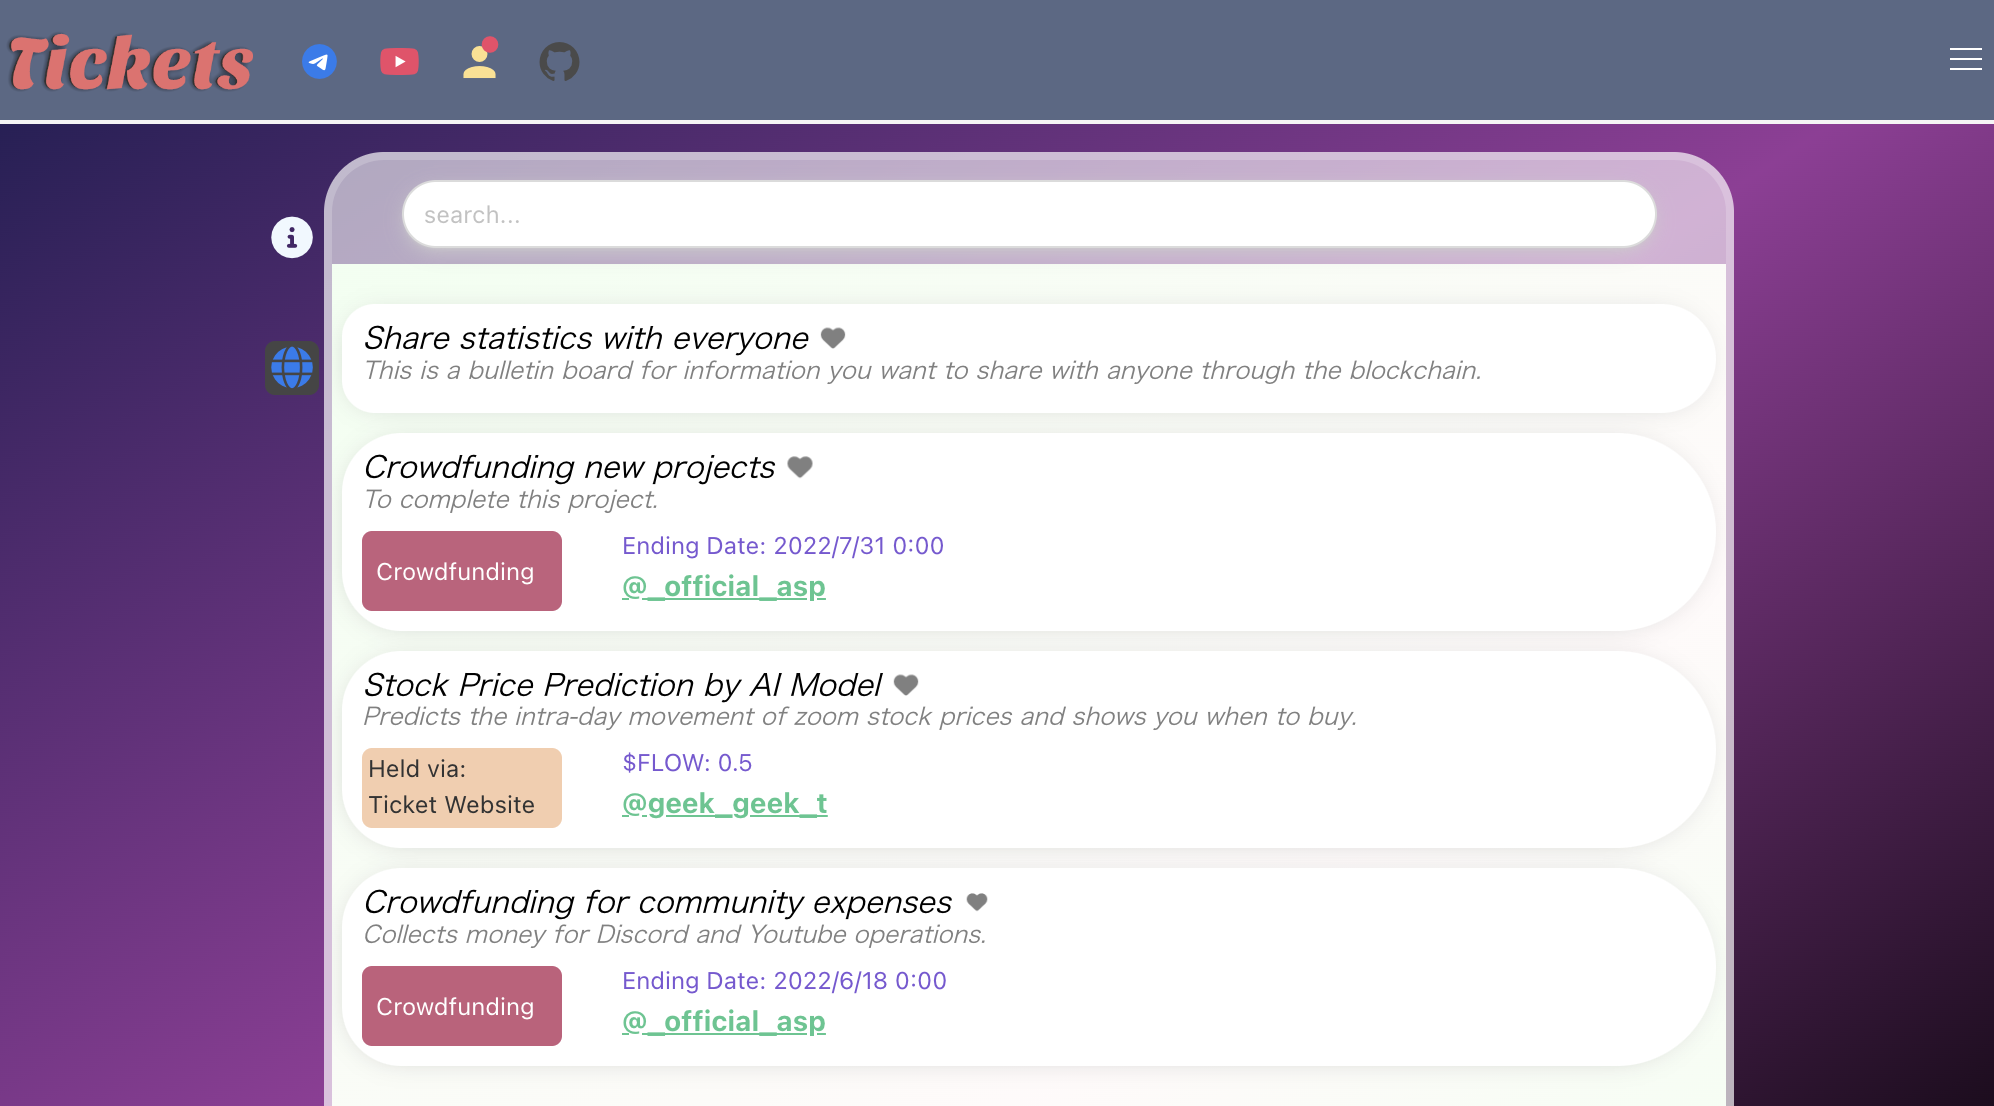 Tickets
search...
Share statistics with everyone
This is a bulletin board for information you want to share with anyone through the blockchain.
Crowdfunding new projects
To complete this project.
Crowdfunding
Ending Date: 2022/7/31 0:00
@_official_asp
Stock Price Prediction by AI Model
Predicts the intra-day movement of zoom stock prices and shows you when to buy.
Held via:
Ticket Website
$FLOW: 0.5
@geek_geek_t
Crowdfunding for community expenses
Collects money for Discord and Youtube operations.
Crowdfunding
Ending Date: 2022/6/18 0:00
@_official_asp